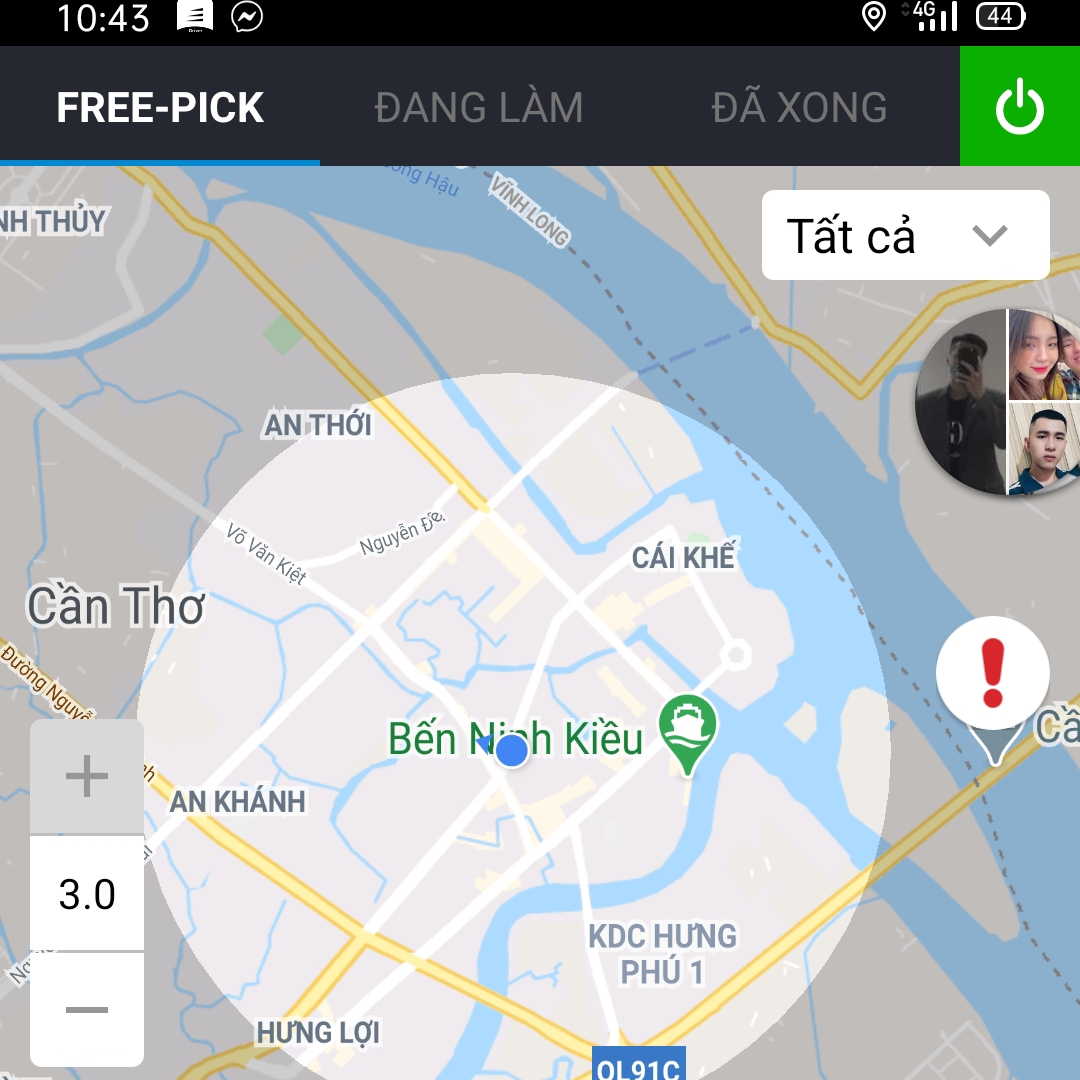 10:43
4G
44
FREE-PICK
ĐANG LÀM
ĐÃ XONG
Hậu
VĨNH LONG
NH THỦY
Tất cả
AN THỚI
Nguyễn Đệ
Võ Văn Kiệt
CÁI KHẾ
Cần Thơ
Đường Nguyễ
nh
Bến Ninh Kiều
Cầ
AN KHÁNH
3.0
KDC HƯNG
PHÚ 1
HƯNG LỢI
QL91C